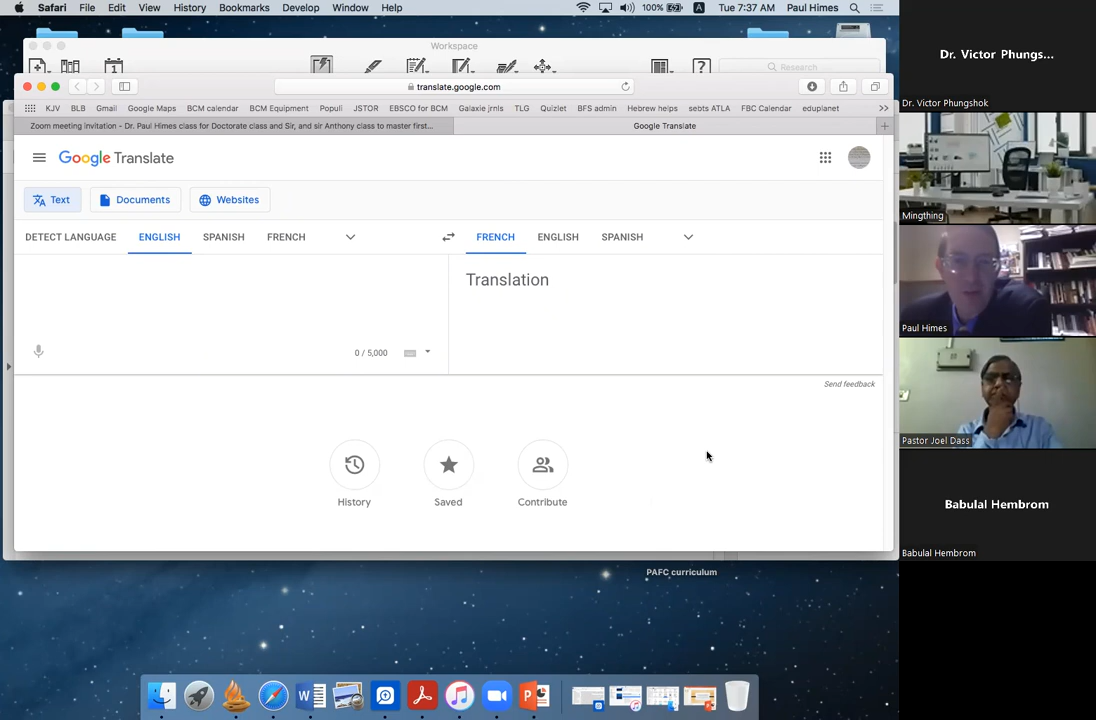 Safari File Edit View History Bookmarks Develop Window Help 100% A Tue 7:37 AM Paul Himes
Workspace
Research
translate.google.com
KJV BLB Gmail Google Maps BCM calendar BCM Equipment Populi JSTOR EBSCO for BCM Galaxie jrnls TLG Quizlet BFS admin Hebrew helps sebts ATLA FBC Calendar eduplanet
Zoom meeting invitation - Dr. Paul Himes class for Doctorate class and Sir, and sir Anthony class to master first...
Google Translate
Google Translate
Text Documents Websites
DETECT LANGUAGE ENGLISH SPANISH FRENCH FRENCH ENGLISH SPANISH
Translation
0 / 5,000
Send feedback
History Saved Contribute
PAFC curriculum
Dr. Victor Phungs...
Dr. Victor Phungshok
Mingthing
Paul Himes
Pastor Joel Dass
Babulal Hembrom
Babulal Hembrom